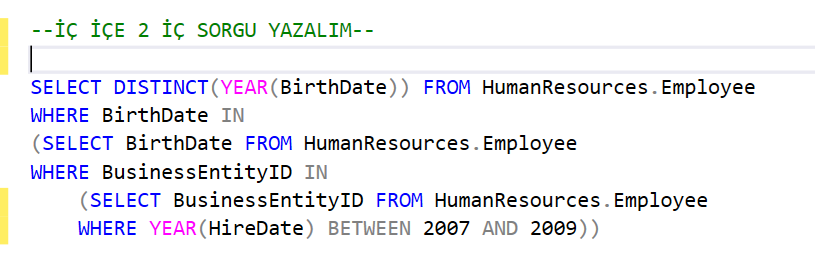 --İÇ İÇE 2 İÇ SORGU YAZALIM--
SELECT DISTINCT(YEAR(BirthDate)) FROM HumanResources.Employee
WHERE BirthDate IN
(SELECT BirthDate FROM HumanResources.Employee
WHERE BusinessEntityID IN
    (SELECT BusinessEntityID FROM HumanResources.Employee
    WHERE YEAR(HireDate) BETWEEN 2007 AND 2009))